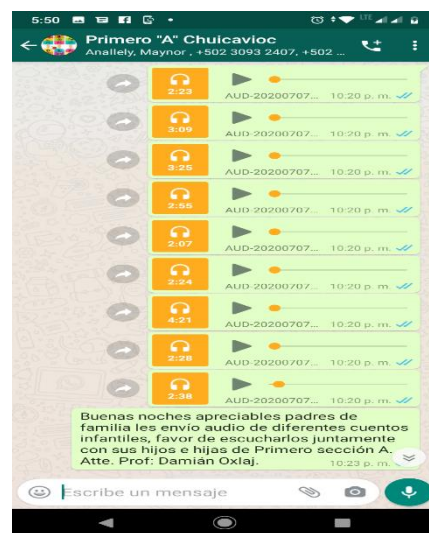 5:50
LTE
Primero "A" Chuicavioc
Anallely, Maynor , +502 3093 2407, +502 ...
2:23 AUD-20200707... 10:20 p. m.
3:09 AUD-20200707... 10:20 p. m.
3:25 AUD-20200707... 10:20 p. m.
2:55 AUD-20200707... 10:20 p. m.
2:07 AUD-20200707... 10:20 p. m.
2:24 AUD-20200707... 10:20 p. m.
4:21 AUD-20200707... 10:20 p. m.
2:28 AUD-20200707... 10:20 p. m.
2:38 AUD-20200707... 10:20 p. m.
Buenas noches apreciables padres de
familia les envío audio de diferentes cuentos
infantiles, favor de escucharlos juntamente
con sus hijos e hijas de Primero sección A.
Atte. Prof: Damián Oxlaj. 10:23 p. m.
Escribe un mensaje